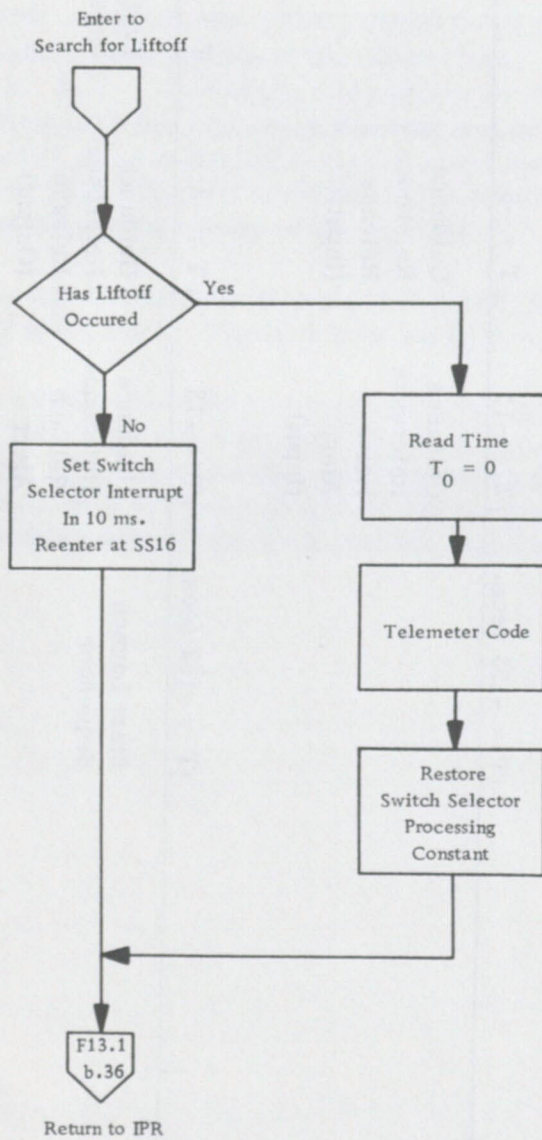 Enter to
Search for Liftoff
Has Liftoff
Occured
Yes
No
Set Switch
Selector Interrupt
In 10 ms.
Reenter at SS16
Read Time
T0 = 0
Telemeter Code
Restore
Switch Selector
Processing
Constant
F13.1
b.36
Return to IPR